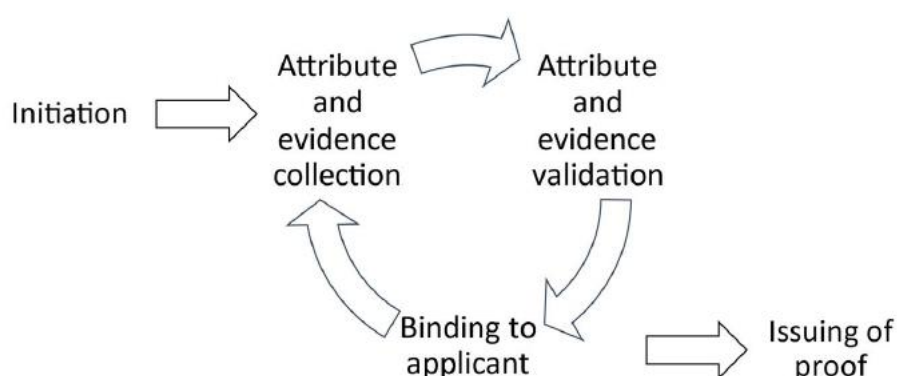 Initiation
Attribute
and
evidence
collection
Attribute
and
evidence
validation
Binding to
applicant
Issuing of
proof